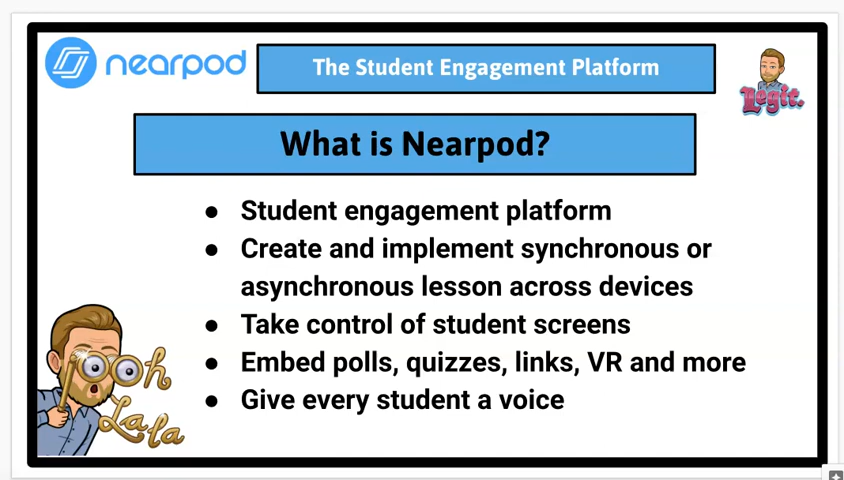 nearpod
The Student Engagement Platform
Legit.
What is Nearpod?
● Student engagement platform
● Create and implement synchronous or
asynchronous lesson across devices
● Take control of student screens
● Embed polls, quizzes, links, VR and more
● Give every student a voice
ooh
La la